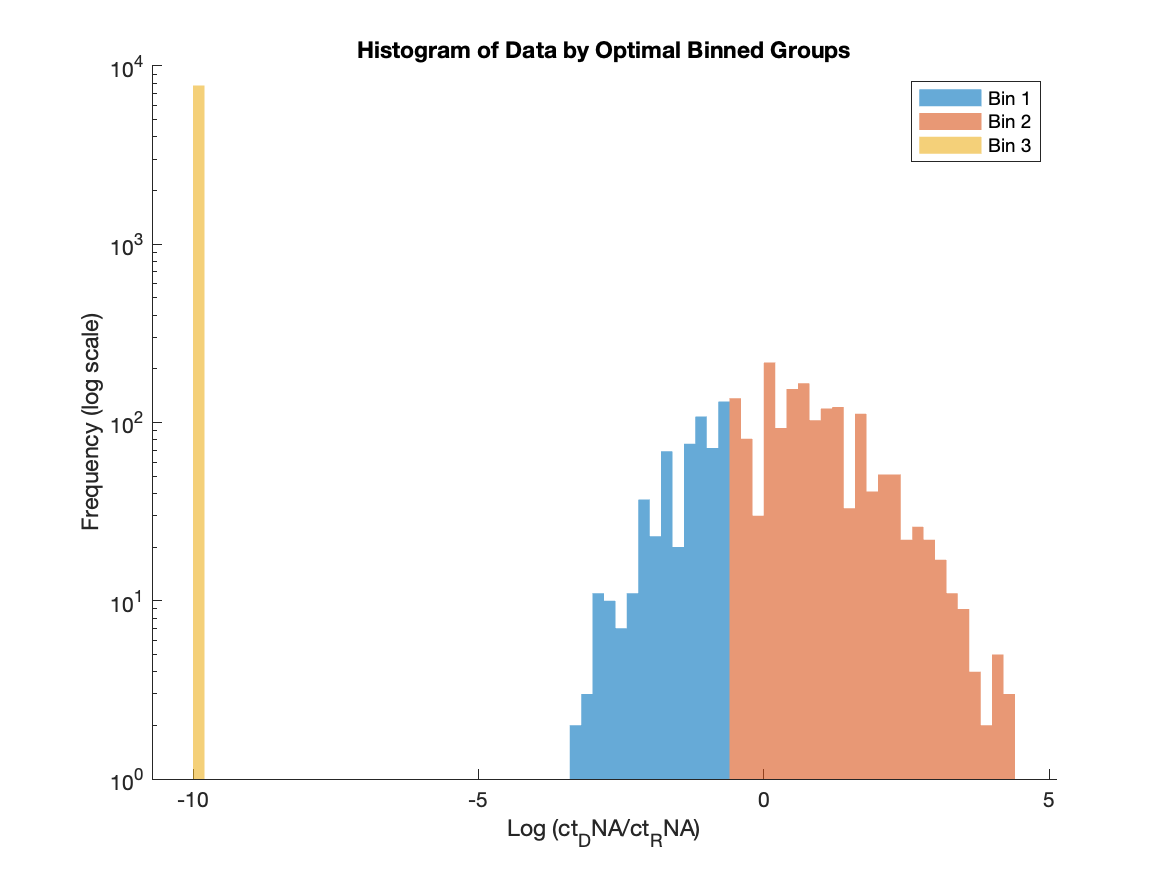 Histogram of Data by Optimal Binned Groups
10^4
10^3
10^2
10^1
10^0
Frequency (log scale)
Bin 1
Bin 2
Bin 3
-10
-5
0
5
Log (ct_DNA/ct_RNA)